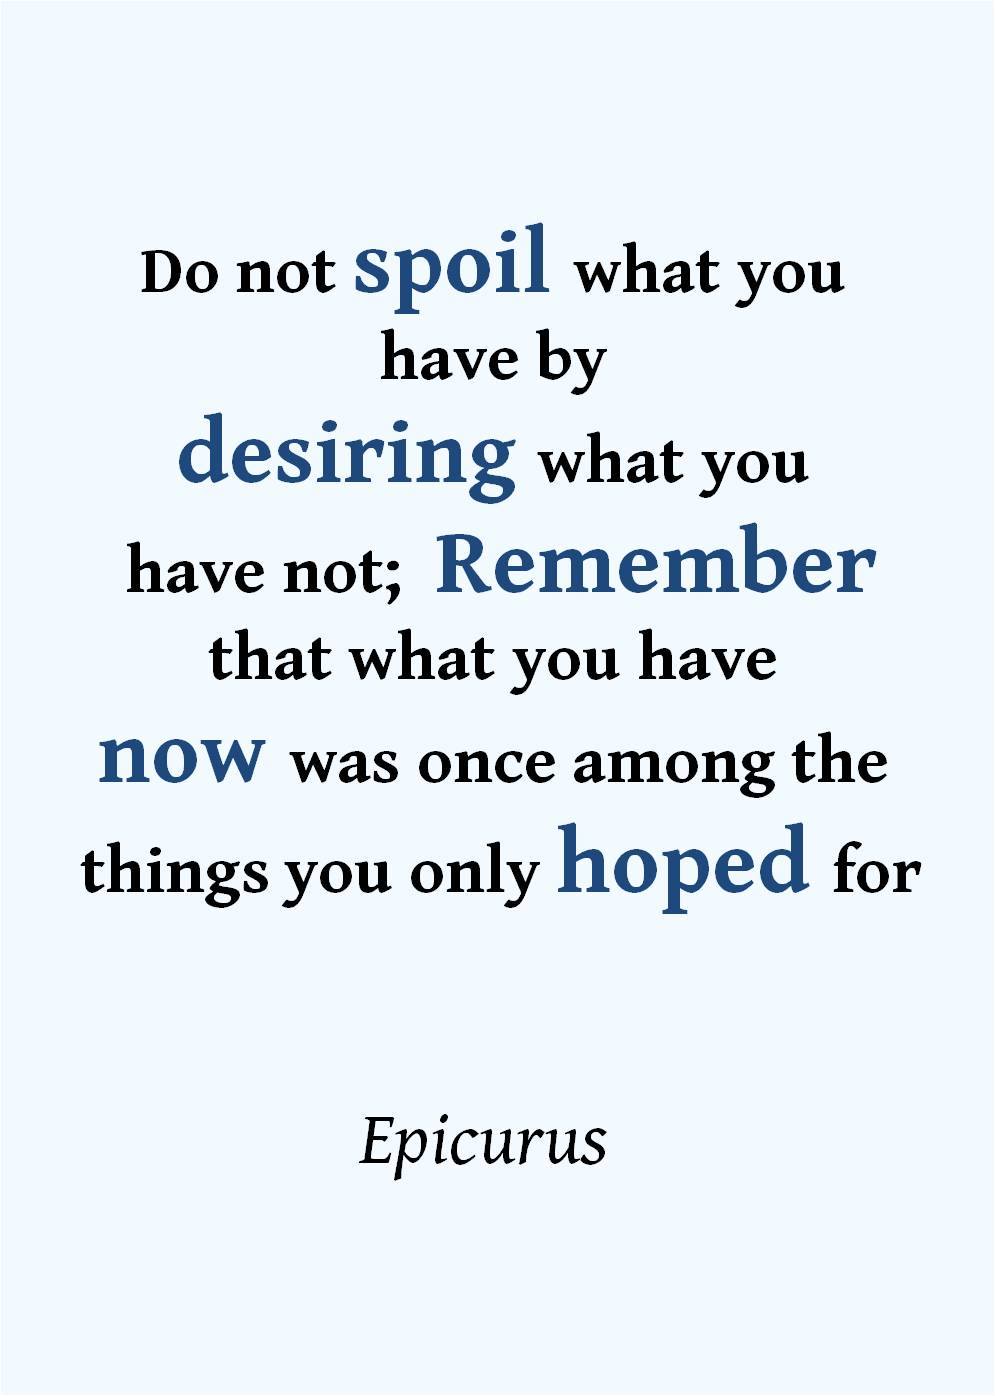 Do not spoil what you
have by
desiring what you
have not; Remember
that what you have
now was once among the
things you only hoped for
Epicurus